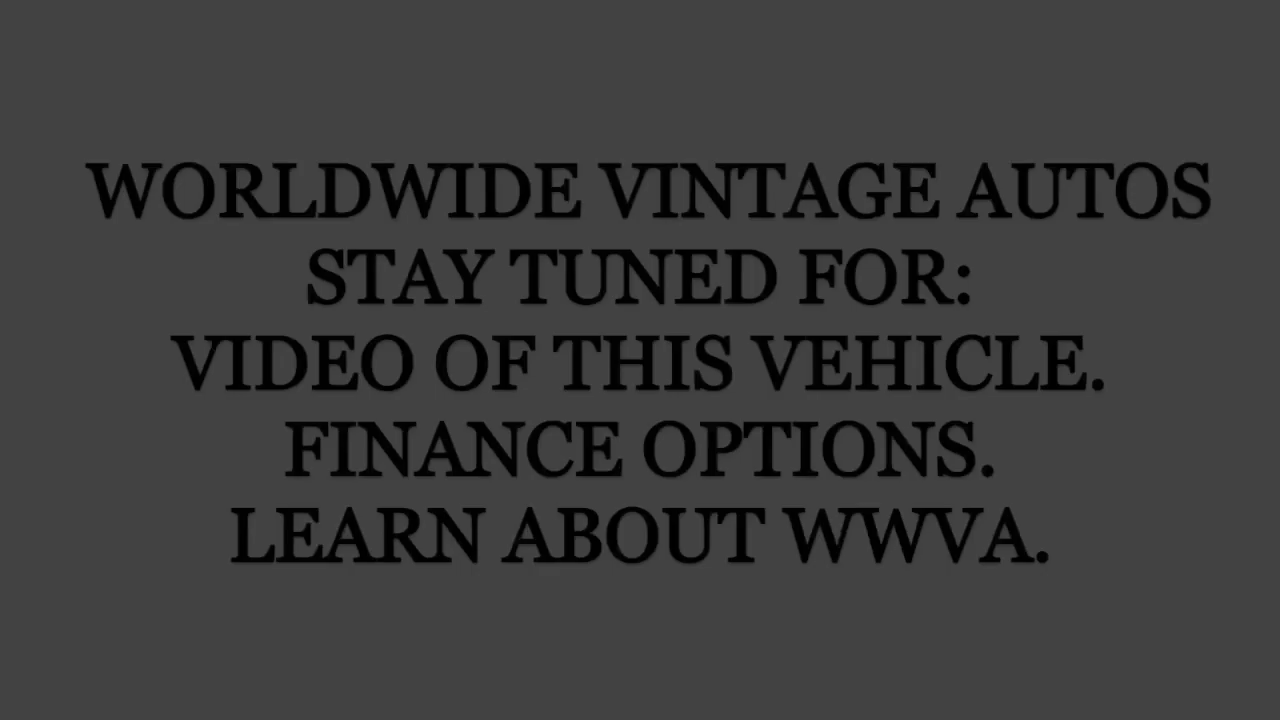 WORLDWIDE VINTAGE AUTOS
STAY TUNED FOR:
VIDEO OF THIS VEHICLE.
FINANCE OPTIONS.
LEARN ABOUT WWVA.